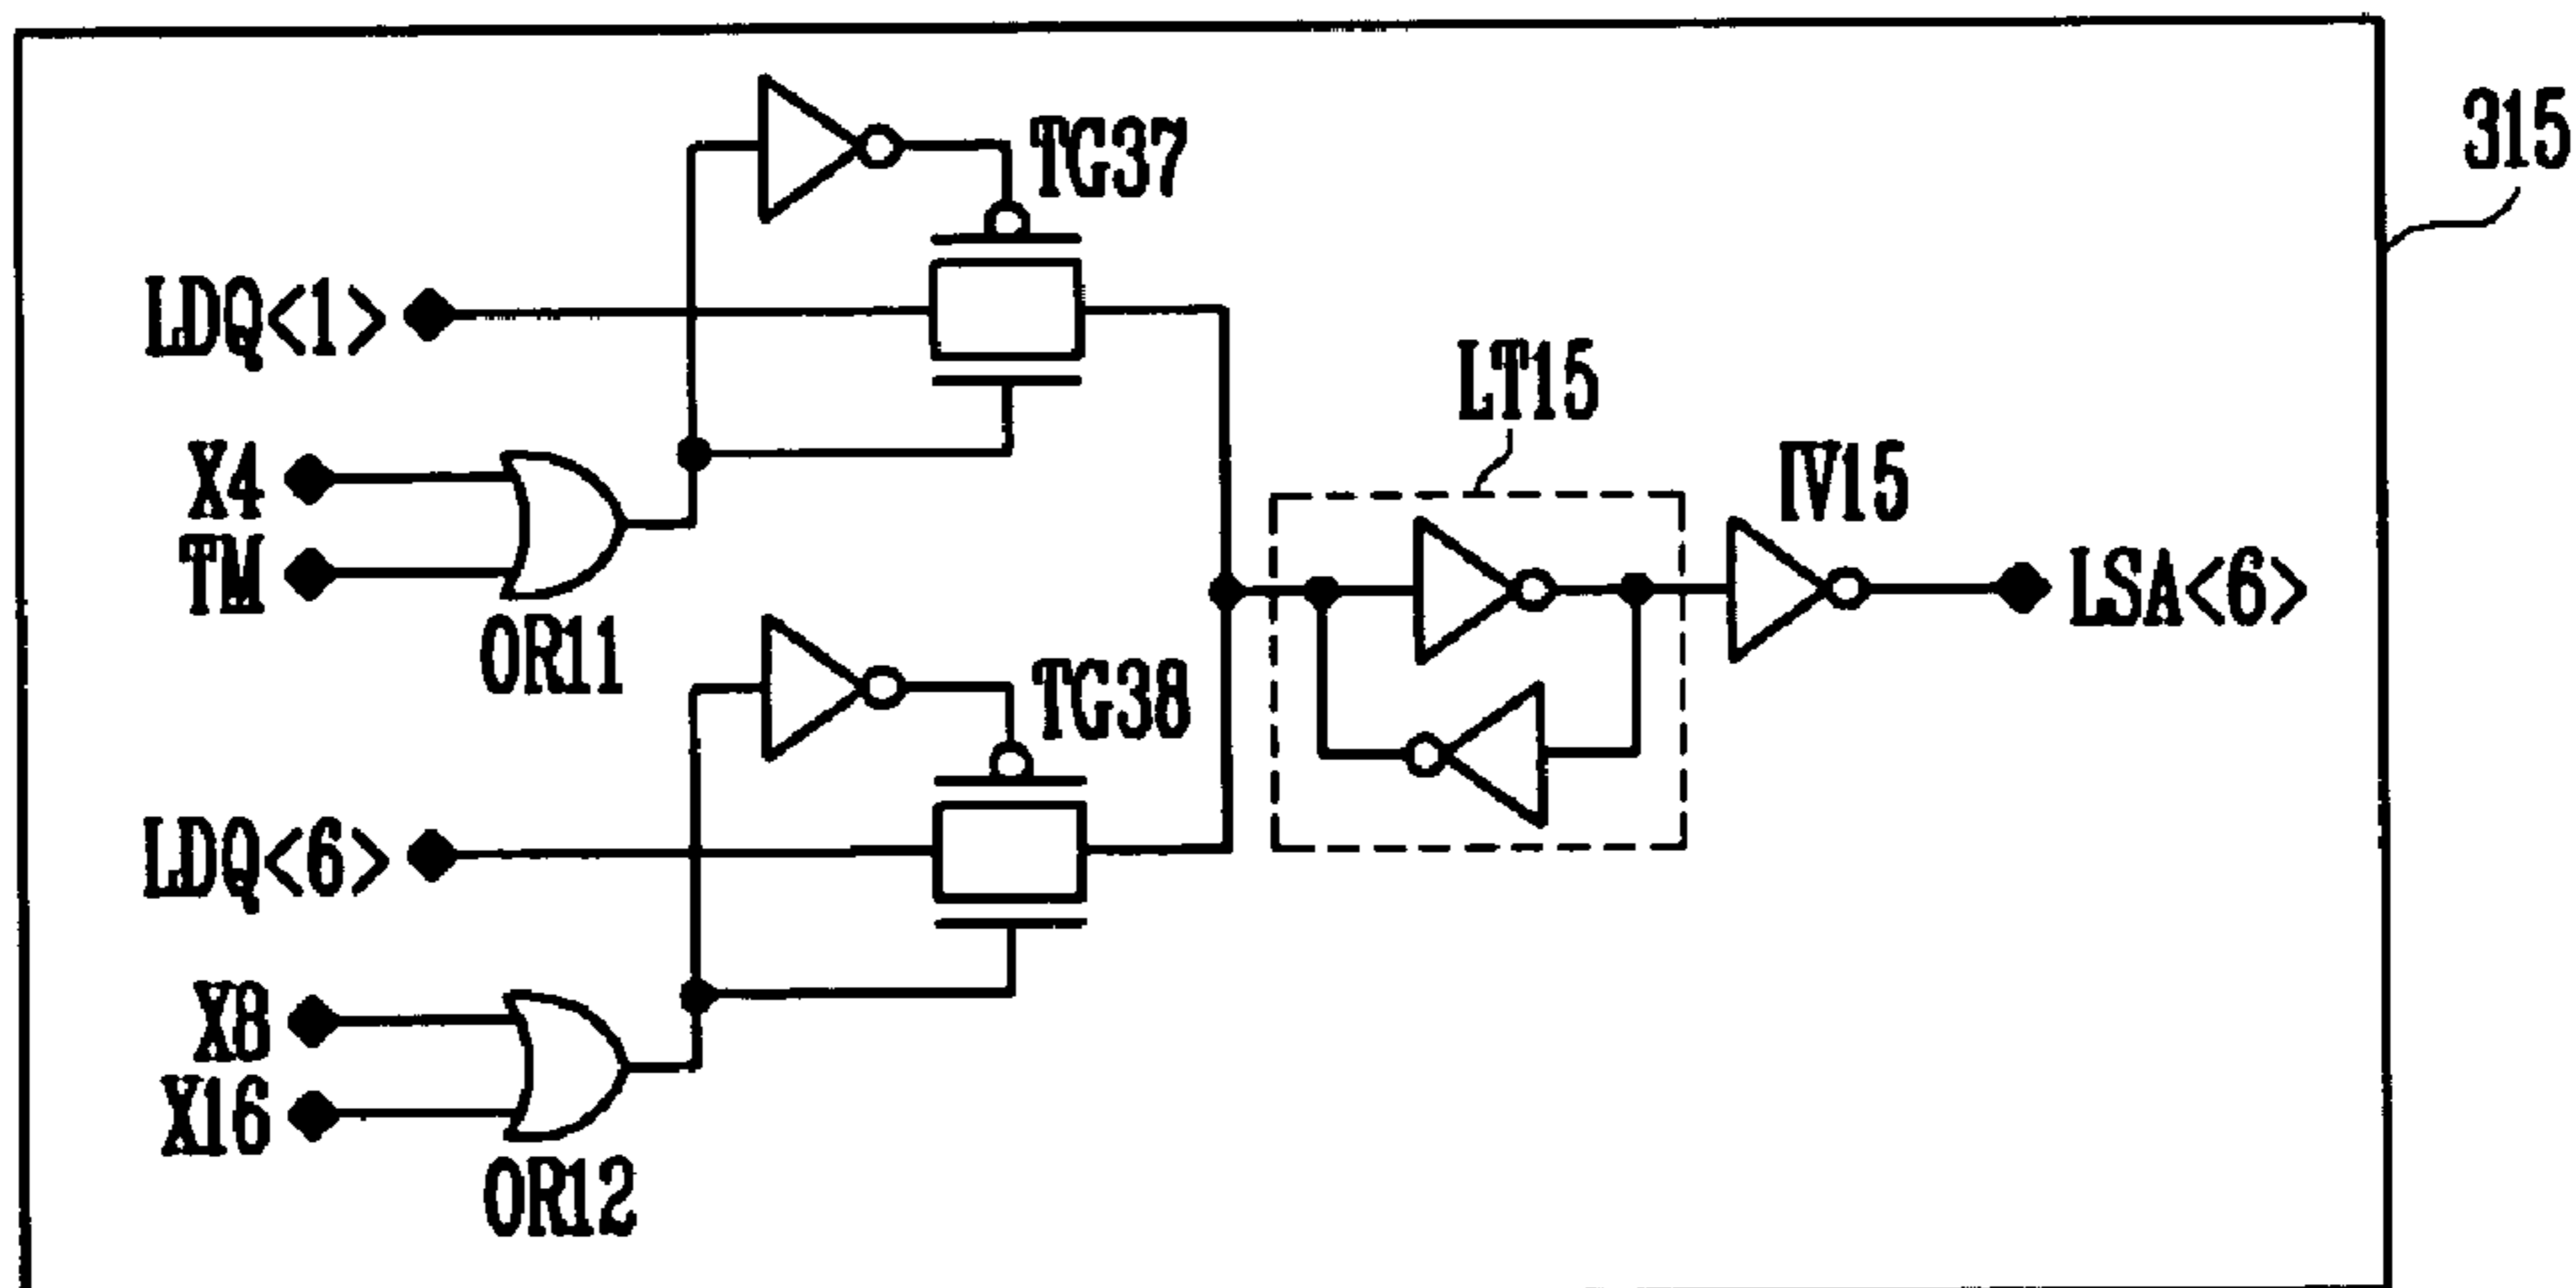 315
TG37
LDQ<1>
LT15
X4
IV15
TM
LSA<6>
OR11
TG38
LDQ<6>
X8
X16
OR12